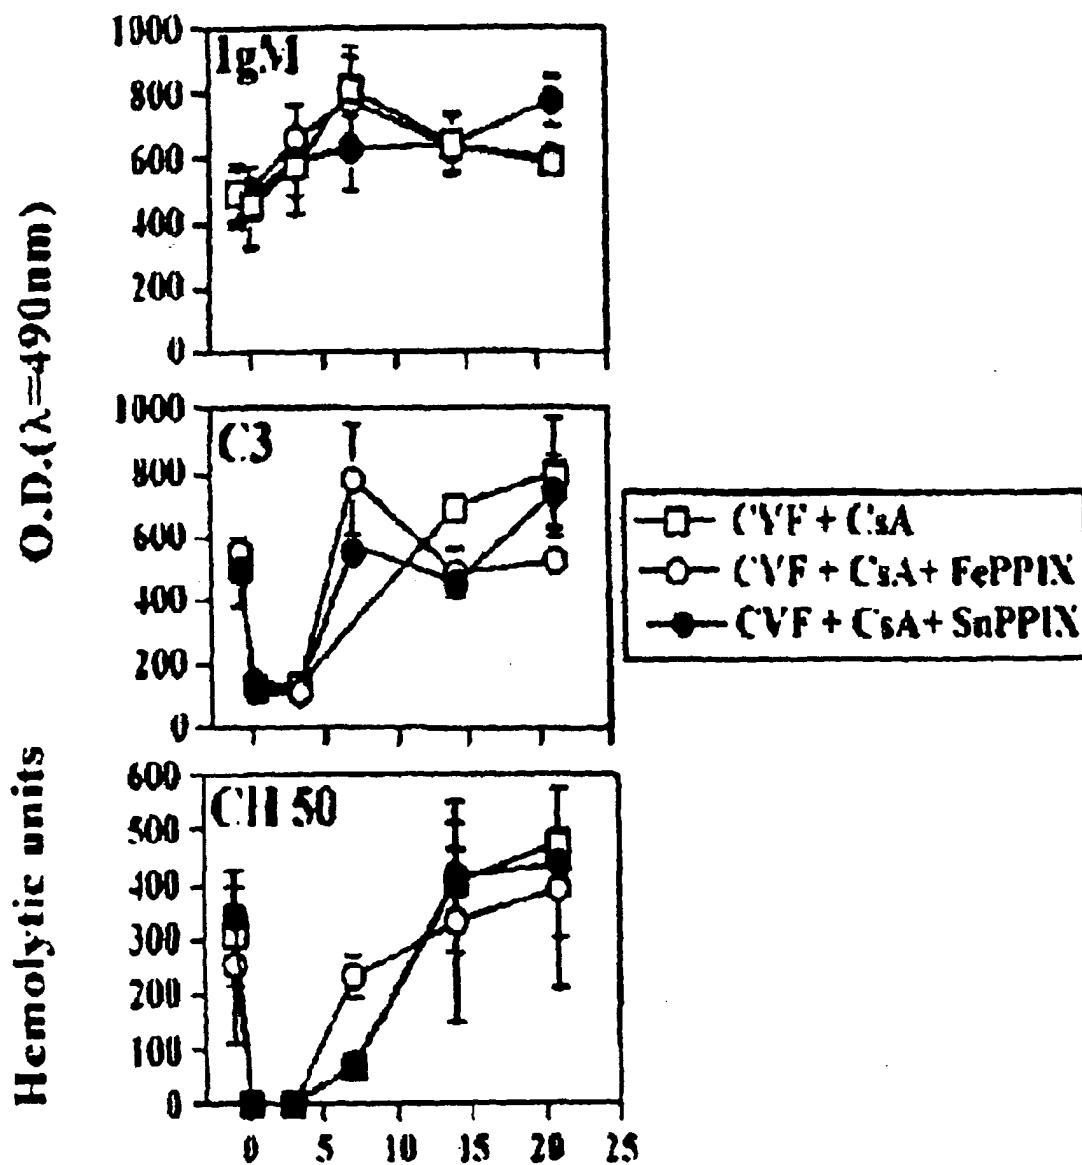 O.D.(λ=490nm)
IgM
1000
800
600
400
200
0
C3
1000
800
600
400
200
0
CVF + CsA
CVF + CsA+ FePPIX
CVF + CsA+ SnPPIX
Hemolytic units
CH 50
600
500
400
300
200
100
0
0 5 10 15 20 25